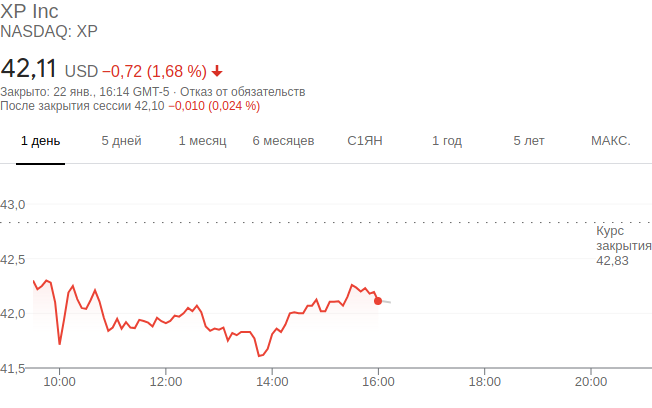 XP Inc
NASDAQ: XP
42,11 USD −0,72 (1,68 %)
Закрыто: 22 янв., 16:14 GMT-5 · Отказ от обязательств
После закрытия сессии 42,10 −0,010 (0,024 %)
1 день 5 дней 1 месяц 6 месяцев С1ЯН 1 год 5 лет МАКС.
43,0
Курс
закрытия
42,83
42,5
42,0
41,5
10:00 12:00 14:00 16:00 18:00 20:00